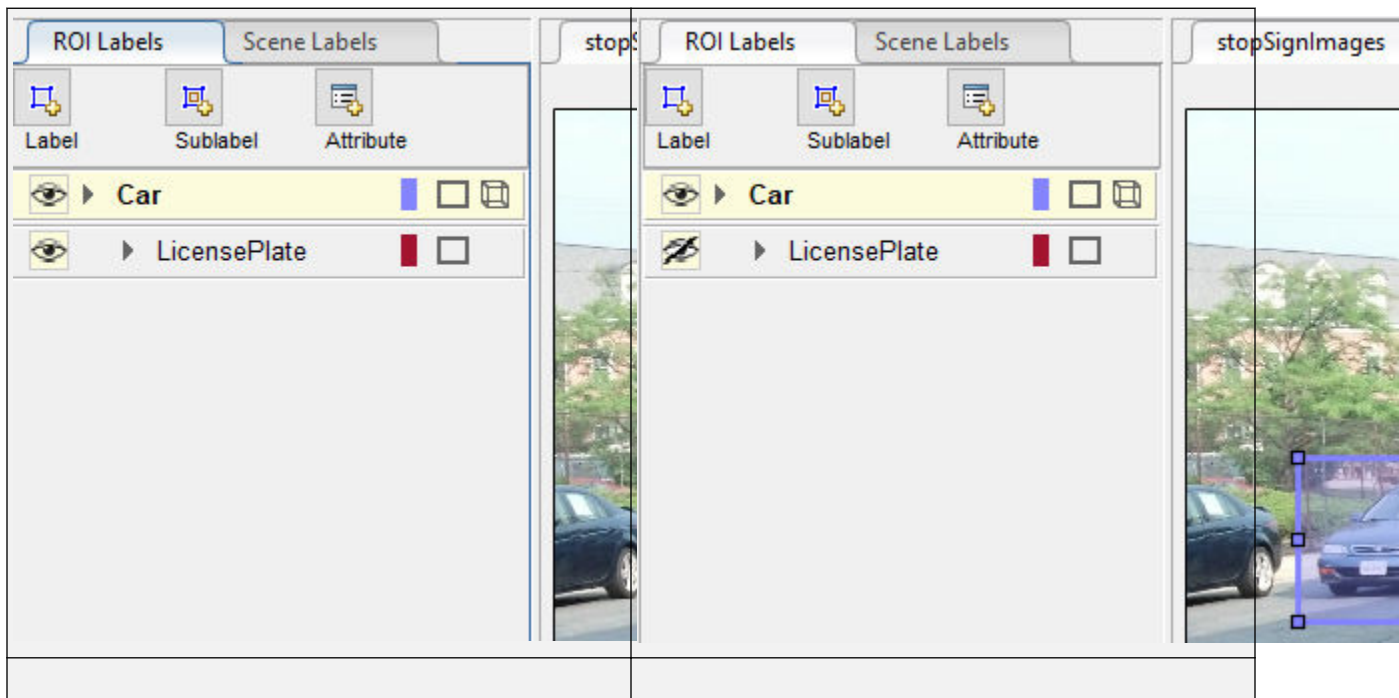 ROI Labels Scene Labels
Label Sublabel Attribute
Car
LicensePlate
ROI Labels Scene Labels stopSignImages
Label Sublabel Attribute
Car
LicensePlate